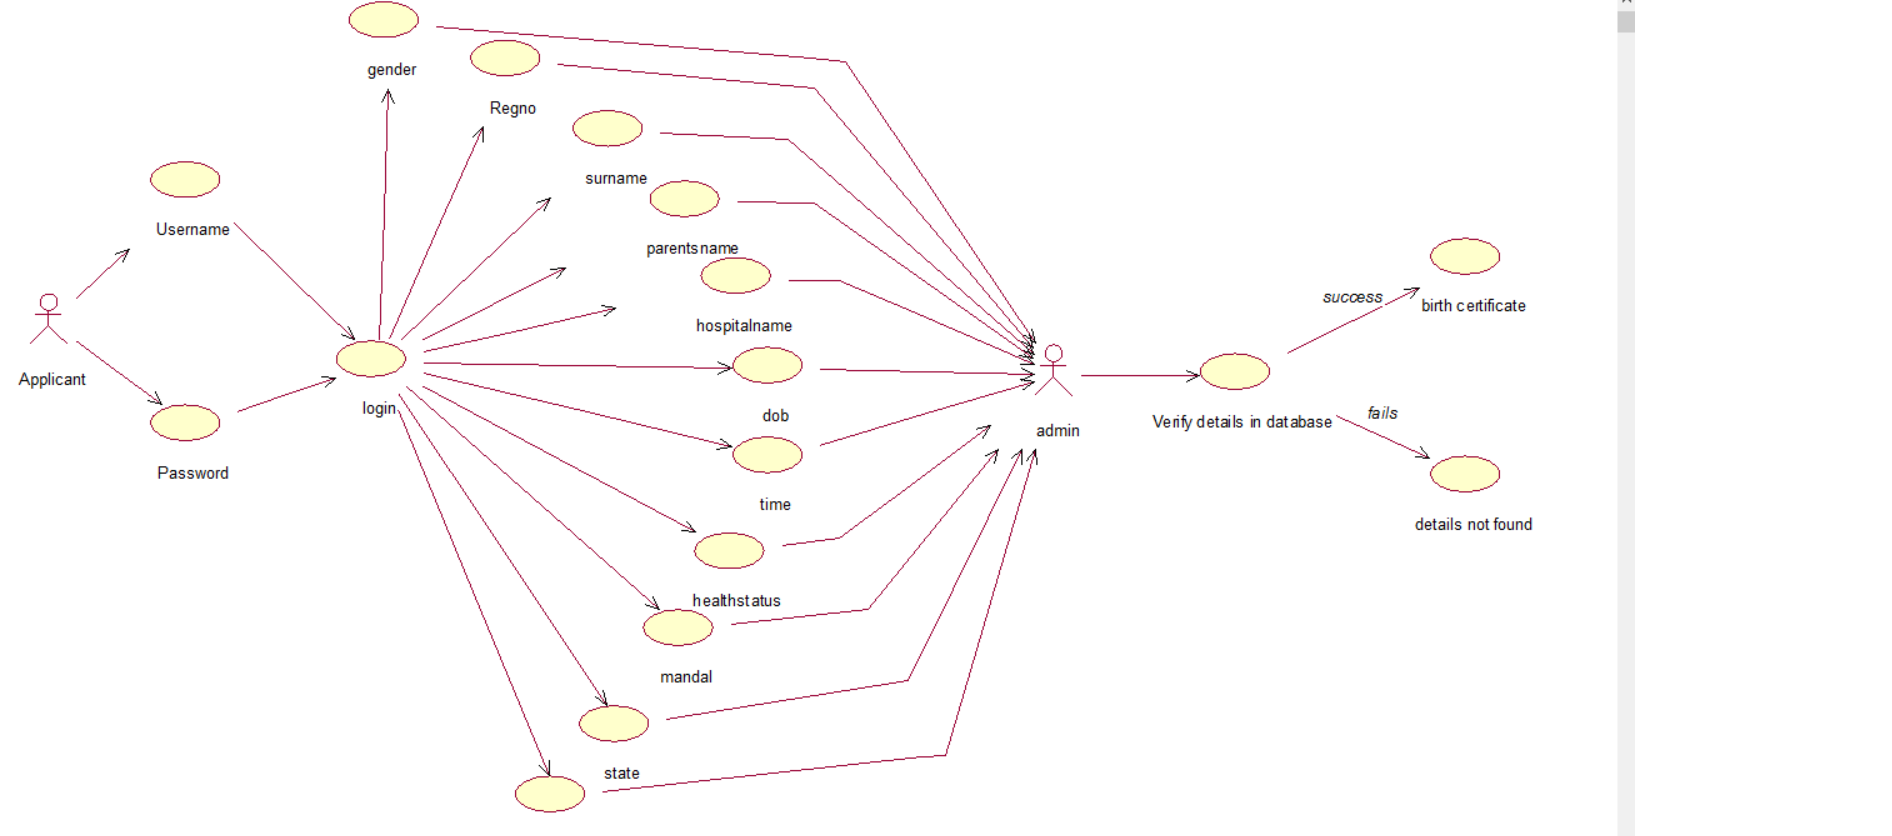 gender
Regno
surname
Username
parentsname
success
birth certificate
hospitalname
Applicant
login
dob
fails
Verify details in database
admin
Password
time
details not found
healthstatus
mandal
state